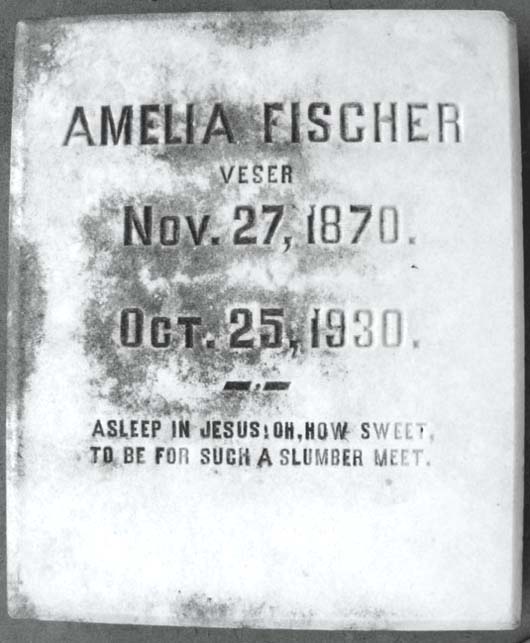 AMELIA FISCHER
VESER
NOV. 27, 1870.
OCT. 25, 1930.
ASLEEP IN JESUS! OH, HOW SWEET,
TO BE FOR SUCH A SLUMBER MEET.